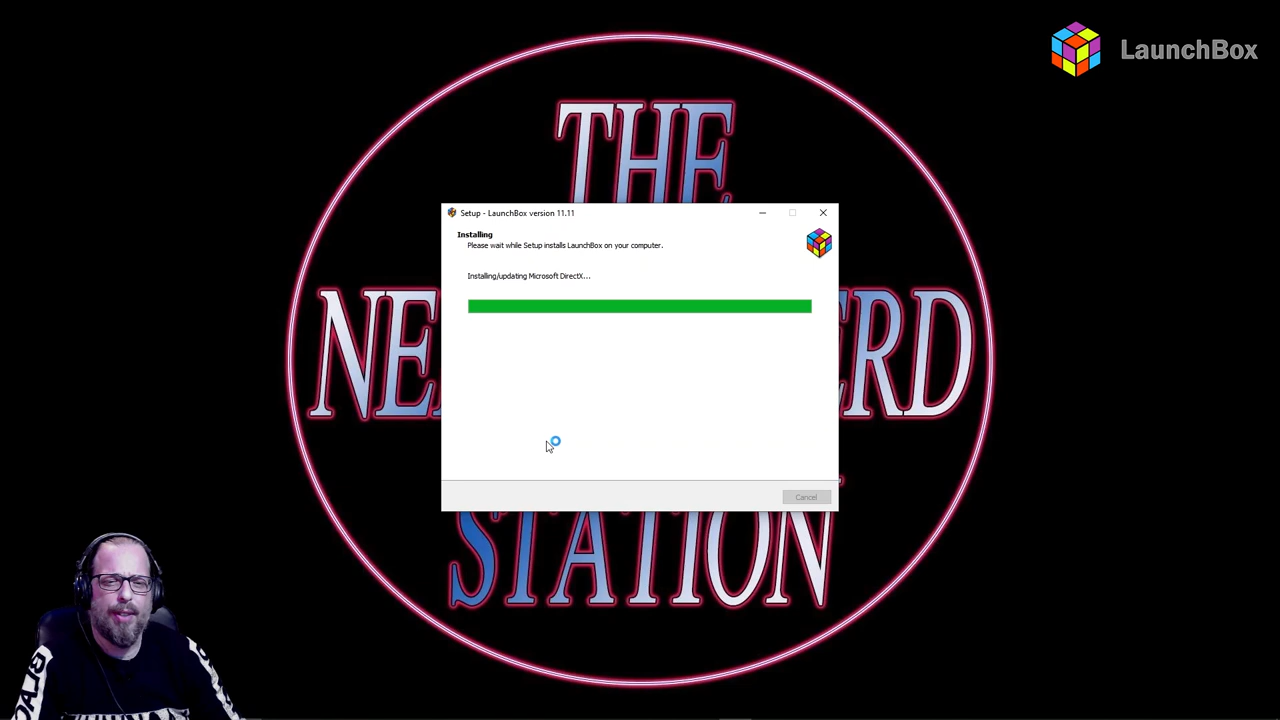 LaunchBox
THE
Setup - LaunchBox version 11.11
Installing
Please wait while Setup installs LaunchBox on your computer.
Installing/updating Microsoft DirectX...
NE
ERD
Cancel
STATION